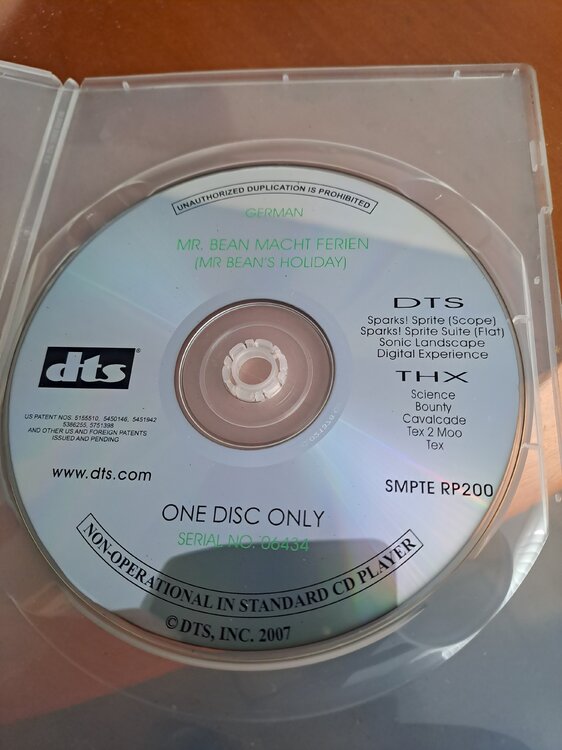 UNAUTHORIZED DUPLICATION IS PROHIBITED
GERMAN
MR. BEAN MACHT FERIEN
(MR BEAN'S HOLIDAY)
DTS
Sparks! Sprite (Scope)
Sparks! Sprite Suite (Flat)
Sonic Landscape
Digital Experience
THX
Science
Bounty
Cavalcade
Tex 2 Moo
Tex
dts
US PATENT NOS. 5155510, 5450146, 5451942
5386255, 5751398
AND OTHER US AND FOREIGN PATENTS
ISSUED AND PENDING
www.dts.com
SMPTE RP200
ONE DISC ONLY
SERIAL NO. 06434
NON-OPERATIONAL IN STANDARD CD PLAYER
© DTS, INC. 2007